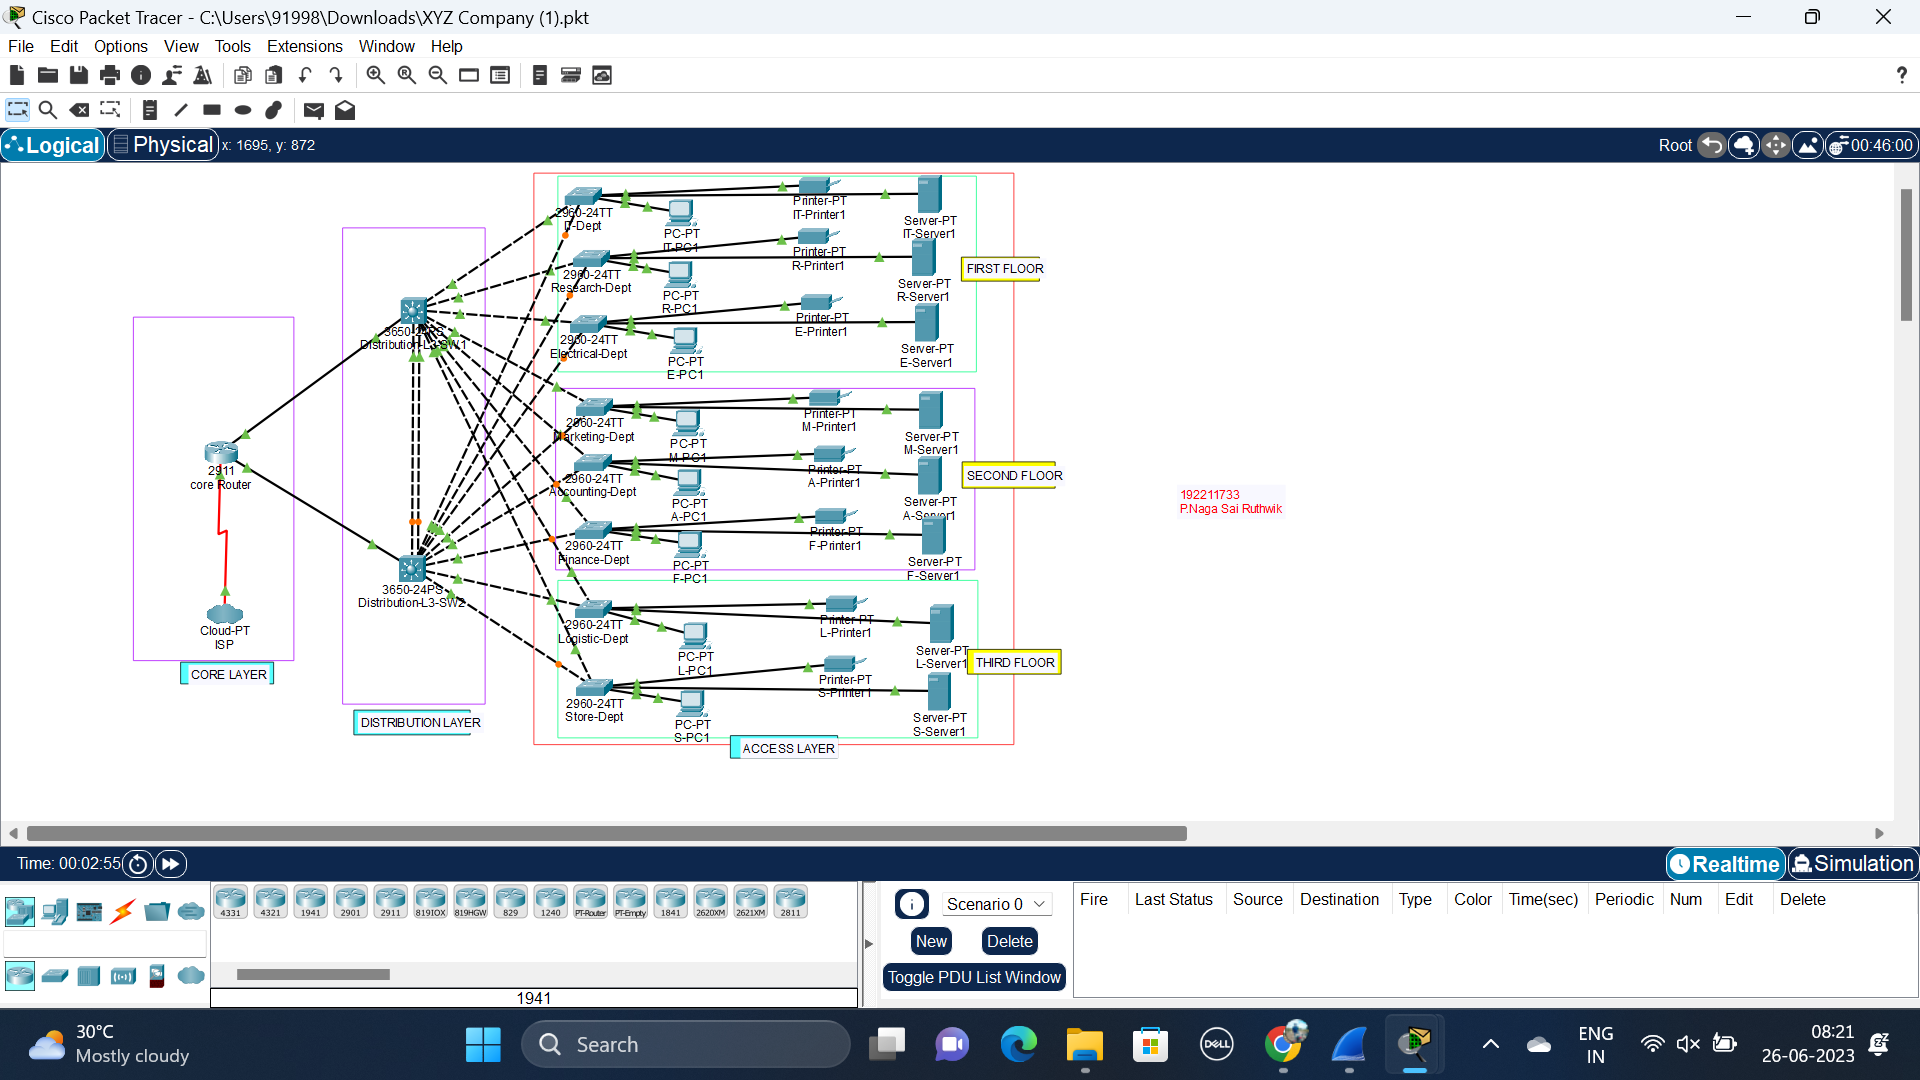 Cisco Packet Tracer - C:\Users\91998\Downloads\XYZ Company (1).pkt
File Edit Options View Tools Extensions Window Help
?
Logical Physical x: 1695, y: 872
Root 00:46:00
2960-24TT
IT-Dept
PC-PT
IT-PC1
Printer-PT
IT-Printer1
Server-PT
IT-Server1
2960-24TT
Research-Dept
PC-PT
R-PC1
Printer-PT
R-Printer1
Server-PT
R-Server1
2960-24TT
Electrical-Dept
PC-PT
E-PC1
Printer-PT
E-Printer1
Server-PT
E-Server1
FIRST FLOOR
3650-24PS
Distribution-L3-SW1
2960-24TT
Marketing-Dept
PC-PT
M-PC1
Printer-PT
M-Printer1
Server-PT
M-Server1
2960-24TT
Accounting-Dept
PC-PT
A-PC1
Printer-PT
A-Printer1
Server-PT
A-Server1
2960-24TT
Finance-Dept
PC-PT
F-PC1
Printer-PT
F-Printer1
Server-PT
F-Server1
SECOND FLOOR
192211733
P.Naga Sai Ruthwik
2911
core Router
3650-24PS
Distribution-L3-SW2
Cloud-PT
ISP
2960-24TT
Logistic-Dept
PC-PT
L-PC1
Printer-PT
L-Printer1
Server-PT
L-Server1
2960-24TT
Store-Dept
PC-PT
S-PC1
Printer-PT
S-Printer1
Server-PT
S-Server1
THIRD FLOOR
CORE LAYER
DISTRIBUTION LAYER
ACCESS LAYER
Time: 00:02:55
Realtime Simulation
4331 4321 1941 2901 2911 819IOX 819HGW 829 1240 PT-Router PT-Empty 1841 2620XM 2621XM 2811
1941
Scenario 0
New Delete
Toggle PDU List Window
Fire Last Status Source Destination Type Color Time(sec) Periodic Num Edit Delete
30°C
Mostly cloudy
Search
DELL
ENG
IN
08:21
26-06-2023